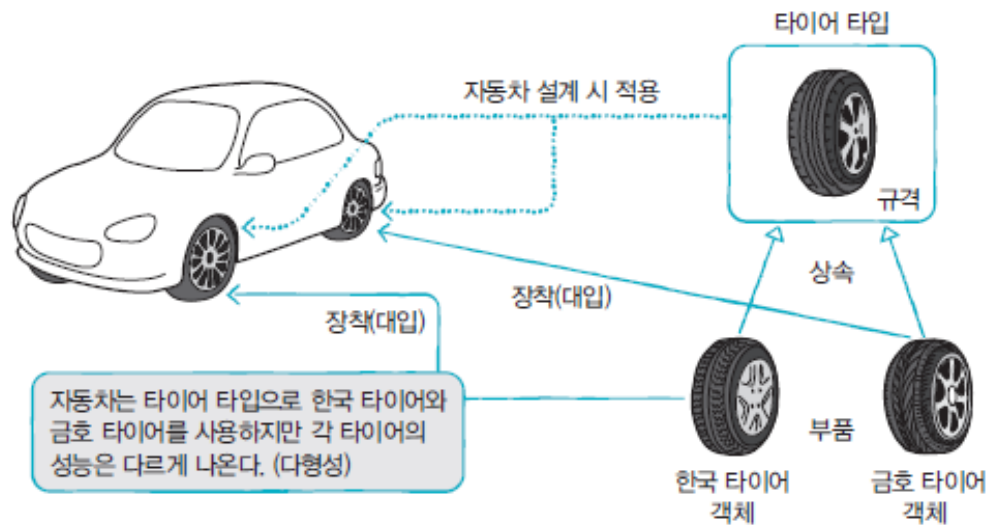 타이어 타입
자동차 설계 시 적용
규격
상속
장착(대입)
장착(대입)
자동차는 타이어 타입으로 한국 타이어와
금호 타이어를 사용하지만 각 타이어의
성능은 다르게 나온다. (다형성)
부품
한국 타이어
객체
금호 타이어
객체